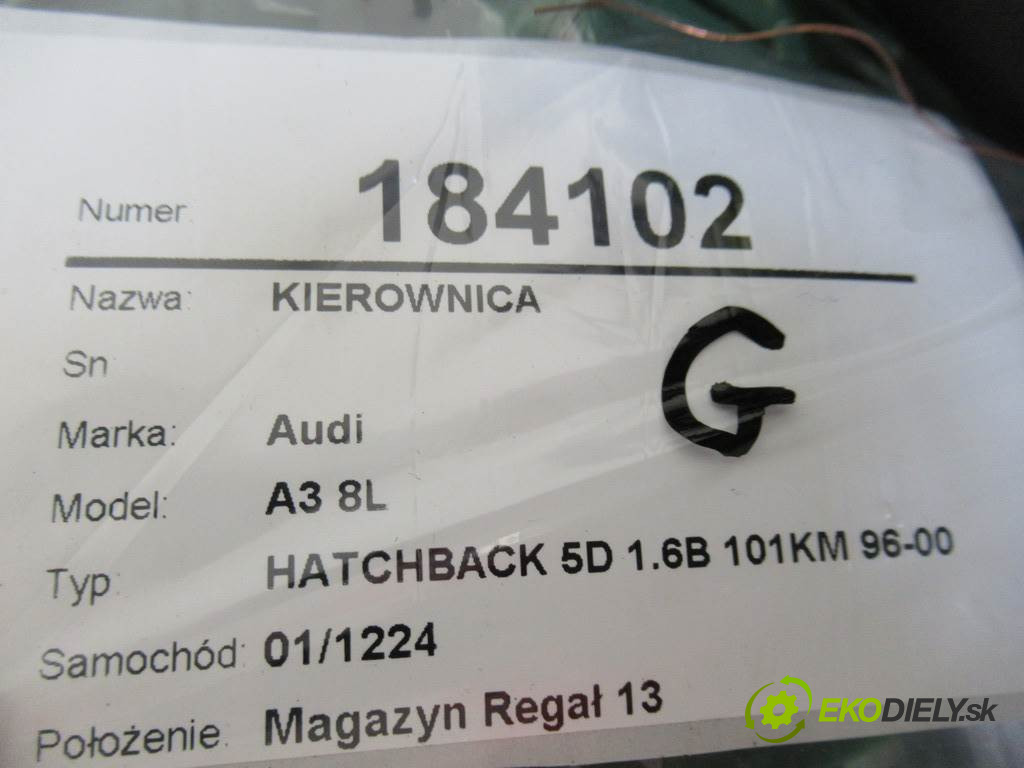 Numer: 184102
Nazwa: KIEROWNICA
G
Sn
Marka: Audi
Model: A3 8L
Typ: HATCHBACK 5D 1.6B 101KM 96-00
Samochód: 01/1224
Położenie: Magazyn Regał 13
EKODIELY.sk